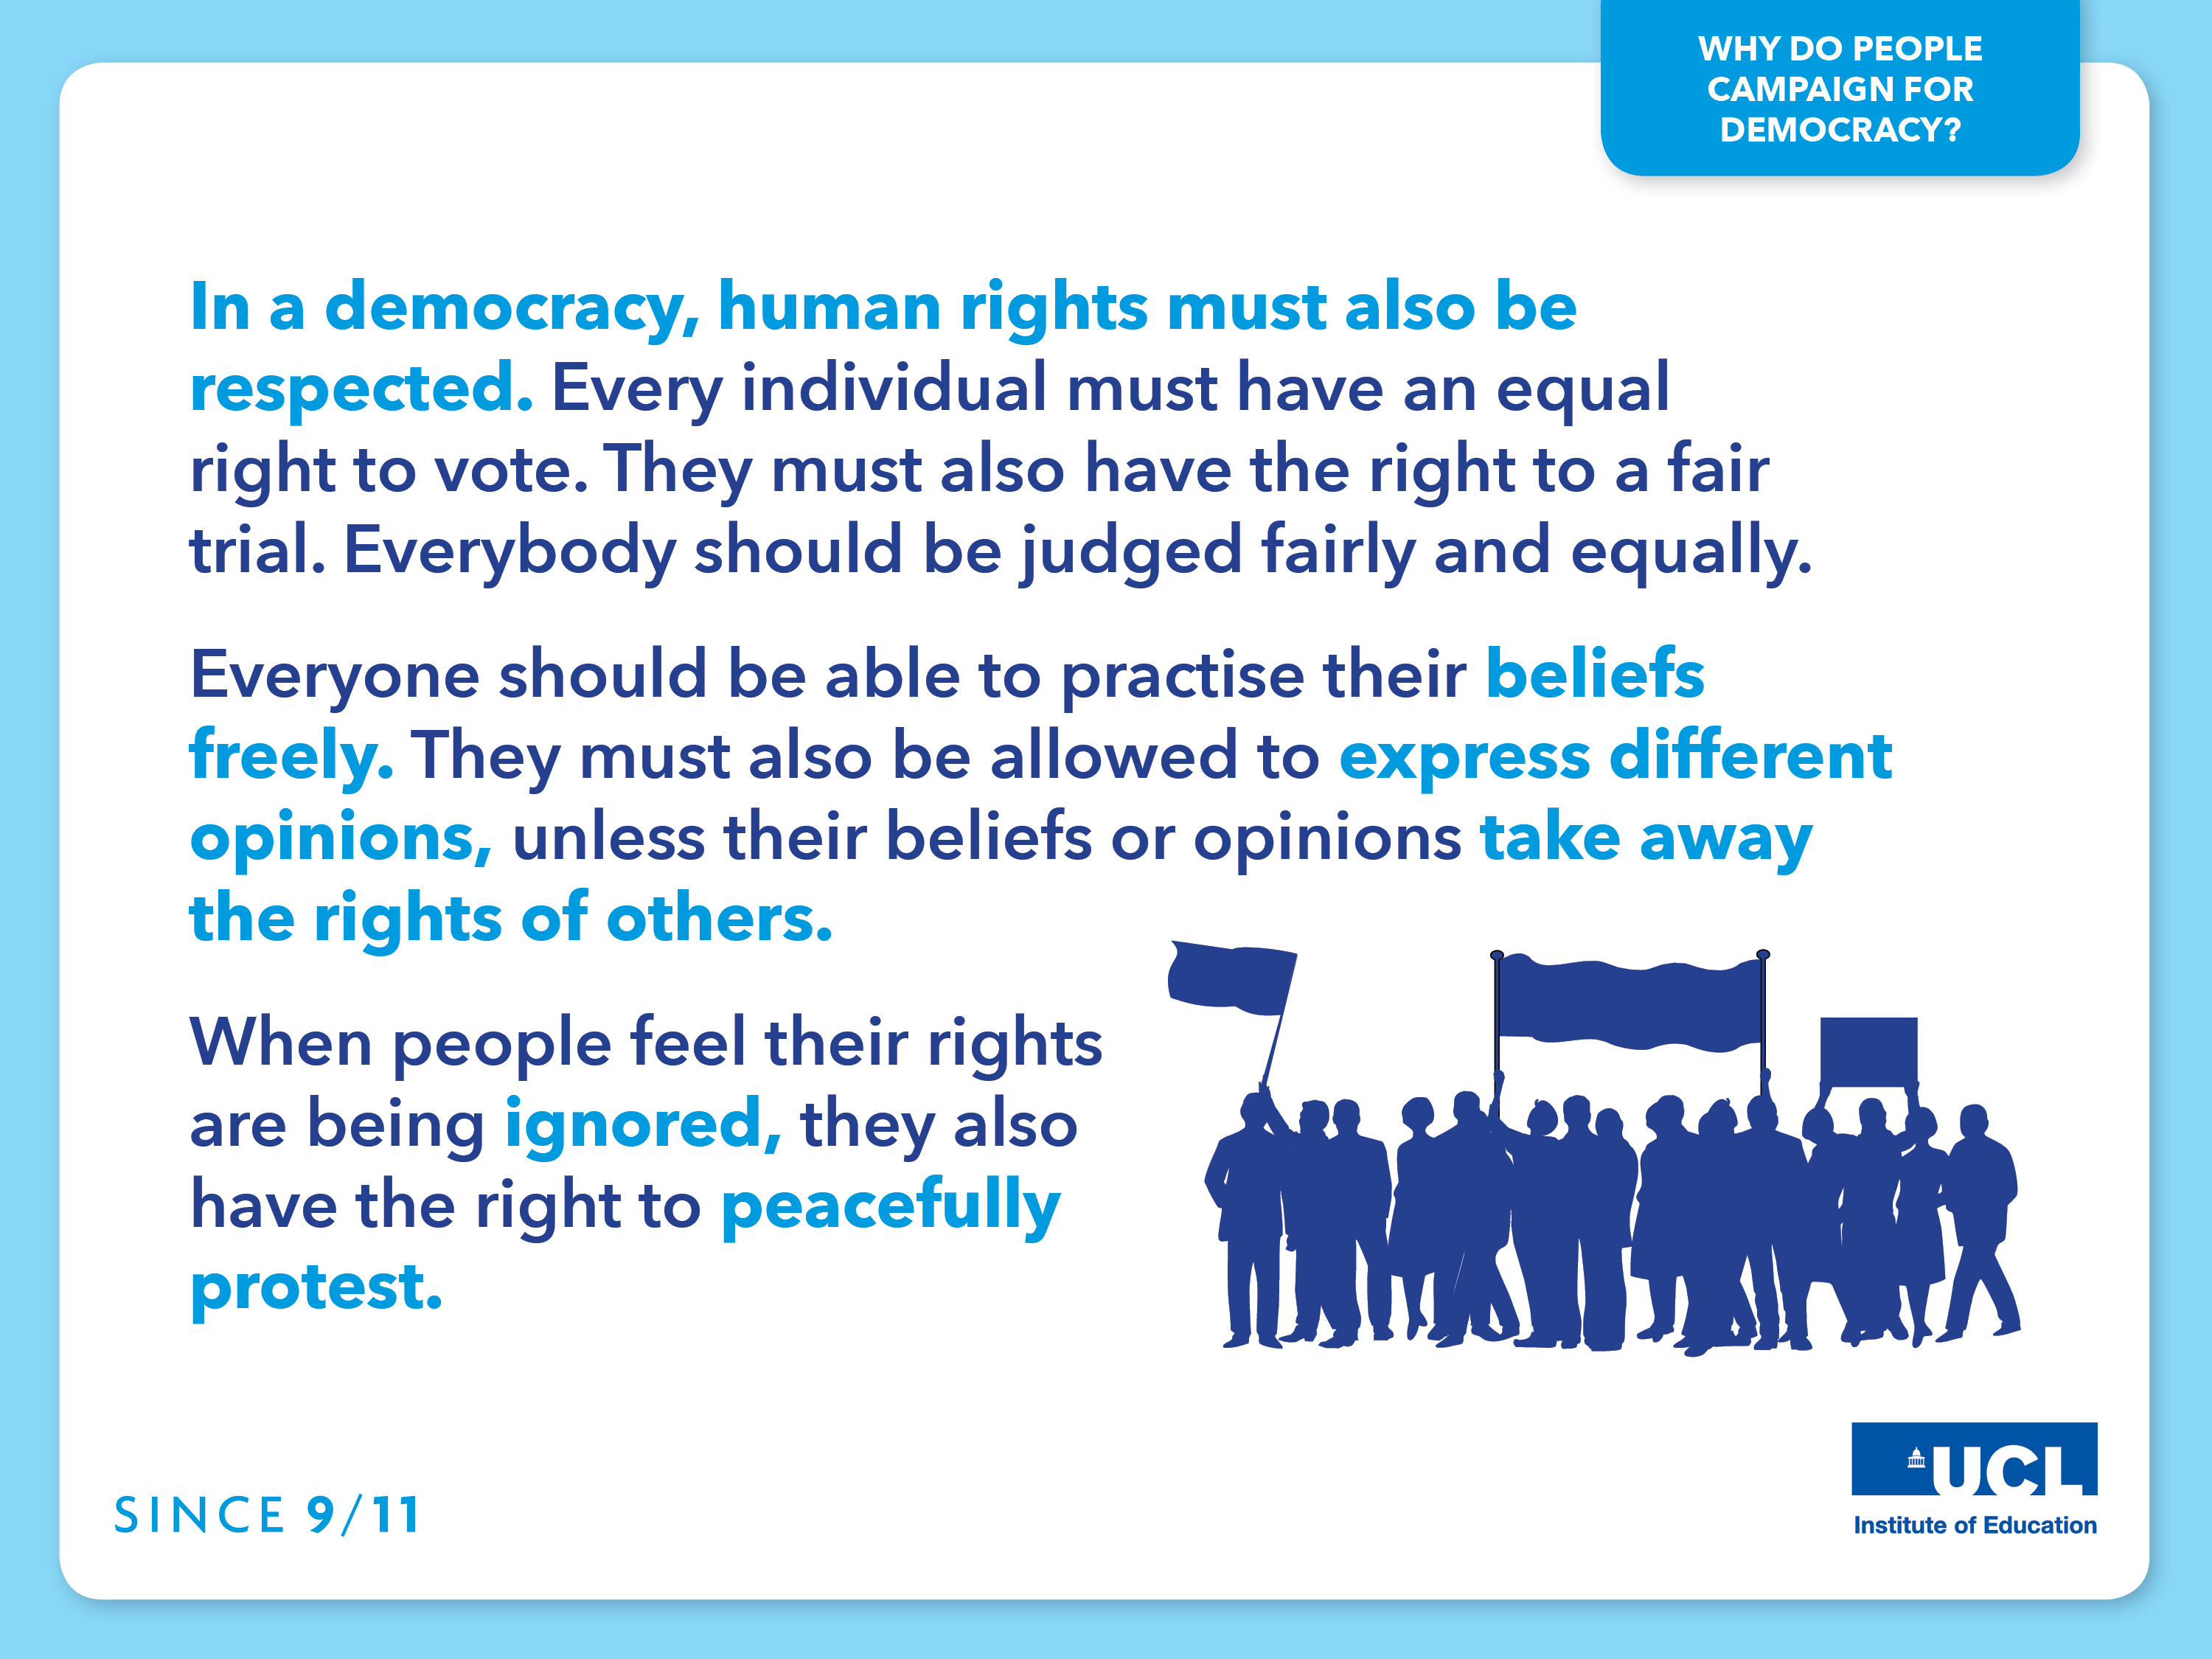 WHY DO PEOPLE
CAMPAIGN FOR
DEMOCRACY?
In a democracy, human rights must also be
respected. Every individual must have an equal
right to vote. They must also have the right to a fair
trial. Everybody should be judged fairly and equally.
Everyone should be able to practise their beliefs
freely. They must also be allowed to express different
opinions, unless their beliefs or opinions take away
the rights of others.
When people feel their rights
are being ignored, they also
have the right to peacefully
protest.
SINCE 9/11
UCL
Institute of Education